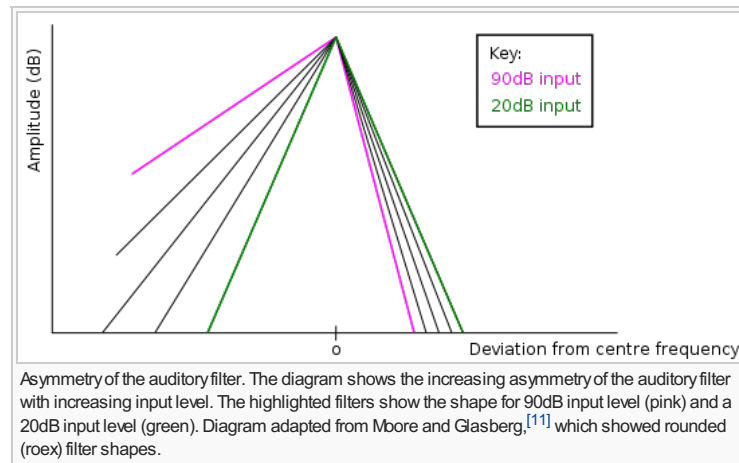 Key:
90dB input
20dB input
Amplitude (dB)
o
Deviation from centre frequency
Asymmetry of the auditory filter. The diagram shows the increasing asymmetry of the auditory filter
with increasing input level. The highlighted filters show the shape for 90dB input level (pink) and a
20dB input level (green). Diagram adapted from Moore and Glasberg,[11] which showed rounded
(roex) filter shapes.